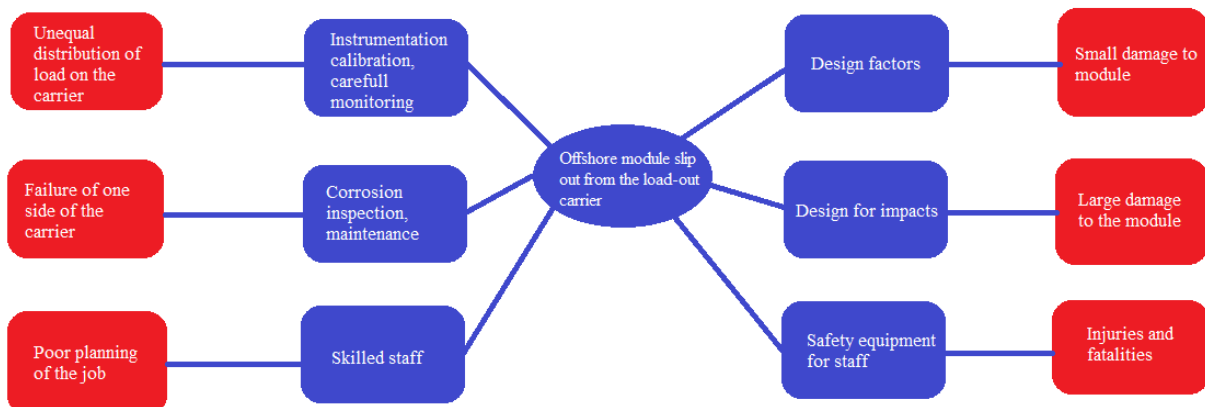 Unequal
distribution of
load on the
carrier
Instrumentation
calibration,
carefull
monitoring
Design factors
Small damage to
module
Offshore module slip
out from the load-out
carrier
Failure of one
side of the
carrier
Corrosion
inspection,
maintenance
Design for impacts
Large damage
to the module
Poor planning
of the job
Skilled staff
Safety equipment
for staff
Injuries and
fatalities